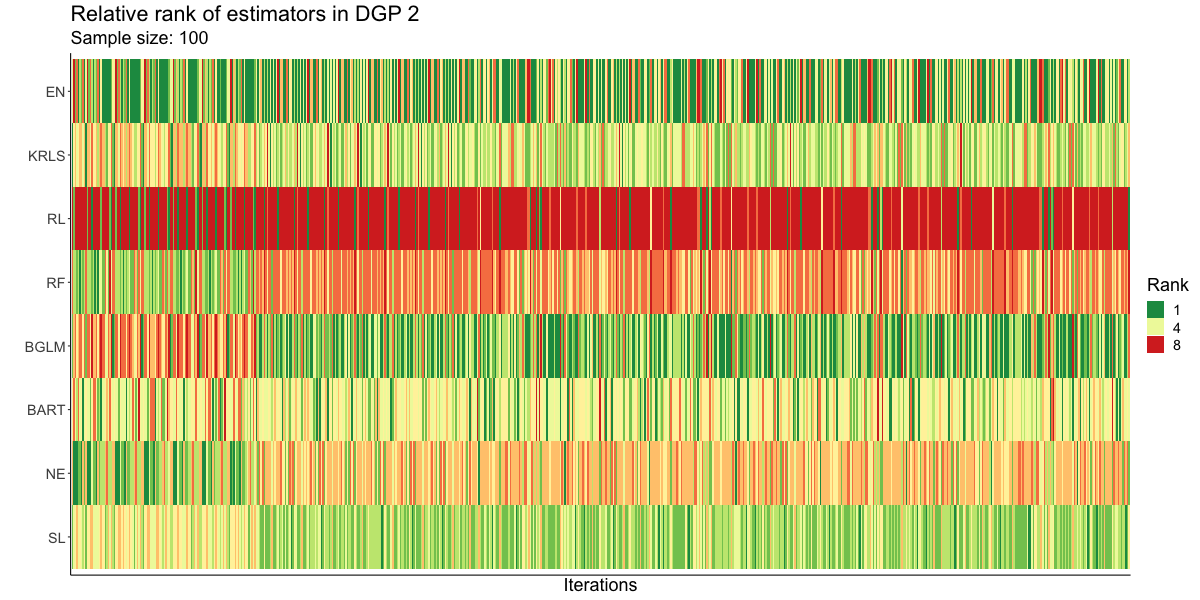 Relative rank of estimators in DGP 2
Sample size: 100
EN
KRLS
RL
RF
BGLM
BART
NE
SL
Iterations
Rank
1
4
8